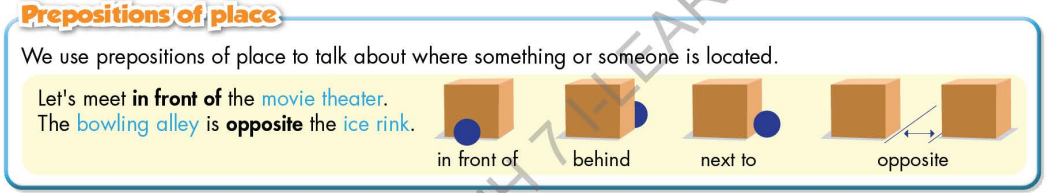 Prepositions of place
We use prepositions of place to talk about where something or someone is located.
Let's meet in front of the movie theater.
The bowling alley is opposite the ice rink.
in front of behind next to opposite